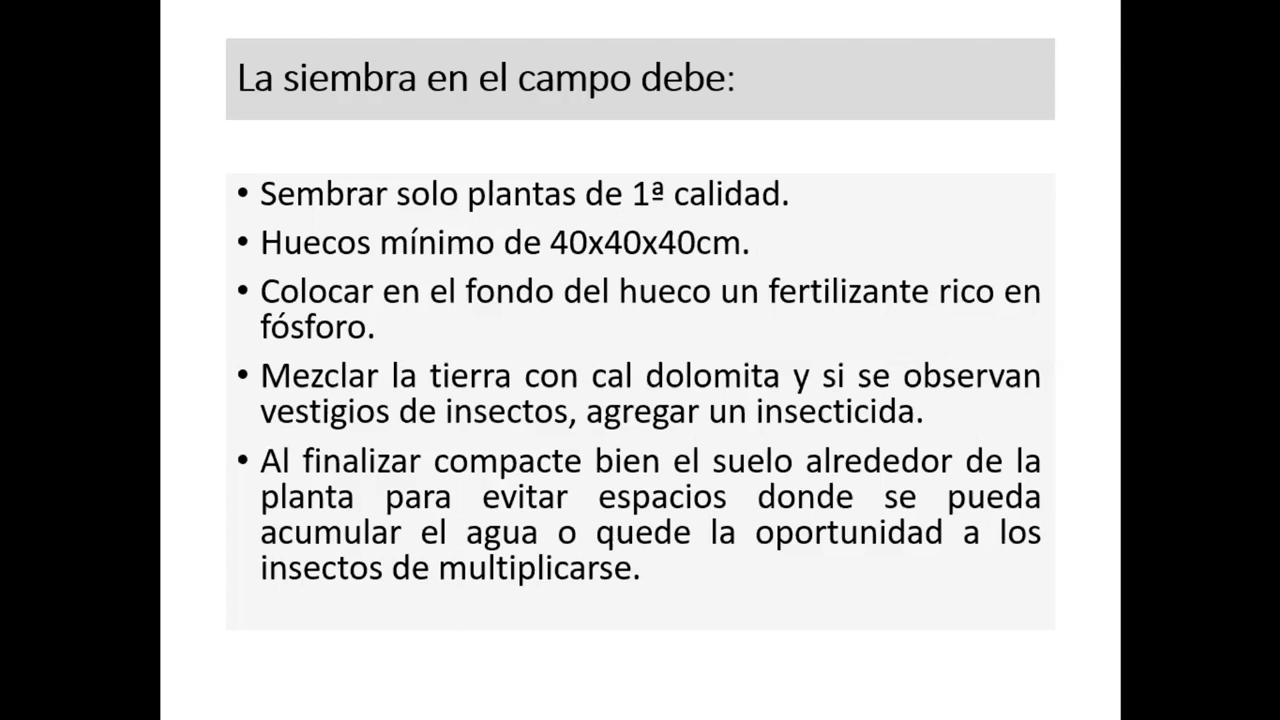 La siembra en el campo debe:
• Sembrar solo plantas de 1ª calidad.
• Huecos mínimo de 40x40x40cm.
• Colocar en el fondo del hueco un fertilizante rico en
fósforo.
• Mezclar la tierra con cal dolomita y si se observan
vestigios de insectos, agregar un insecticida.
• Al finalizar compacte bien el suelo alrededor de la
planta para evitar espacios donde se pueda
acumular el agua o quede la oportunidad a los
insectos de multiplicarse.